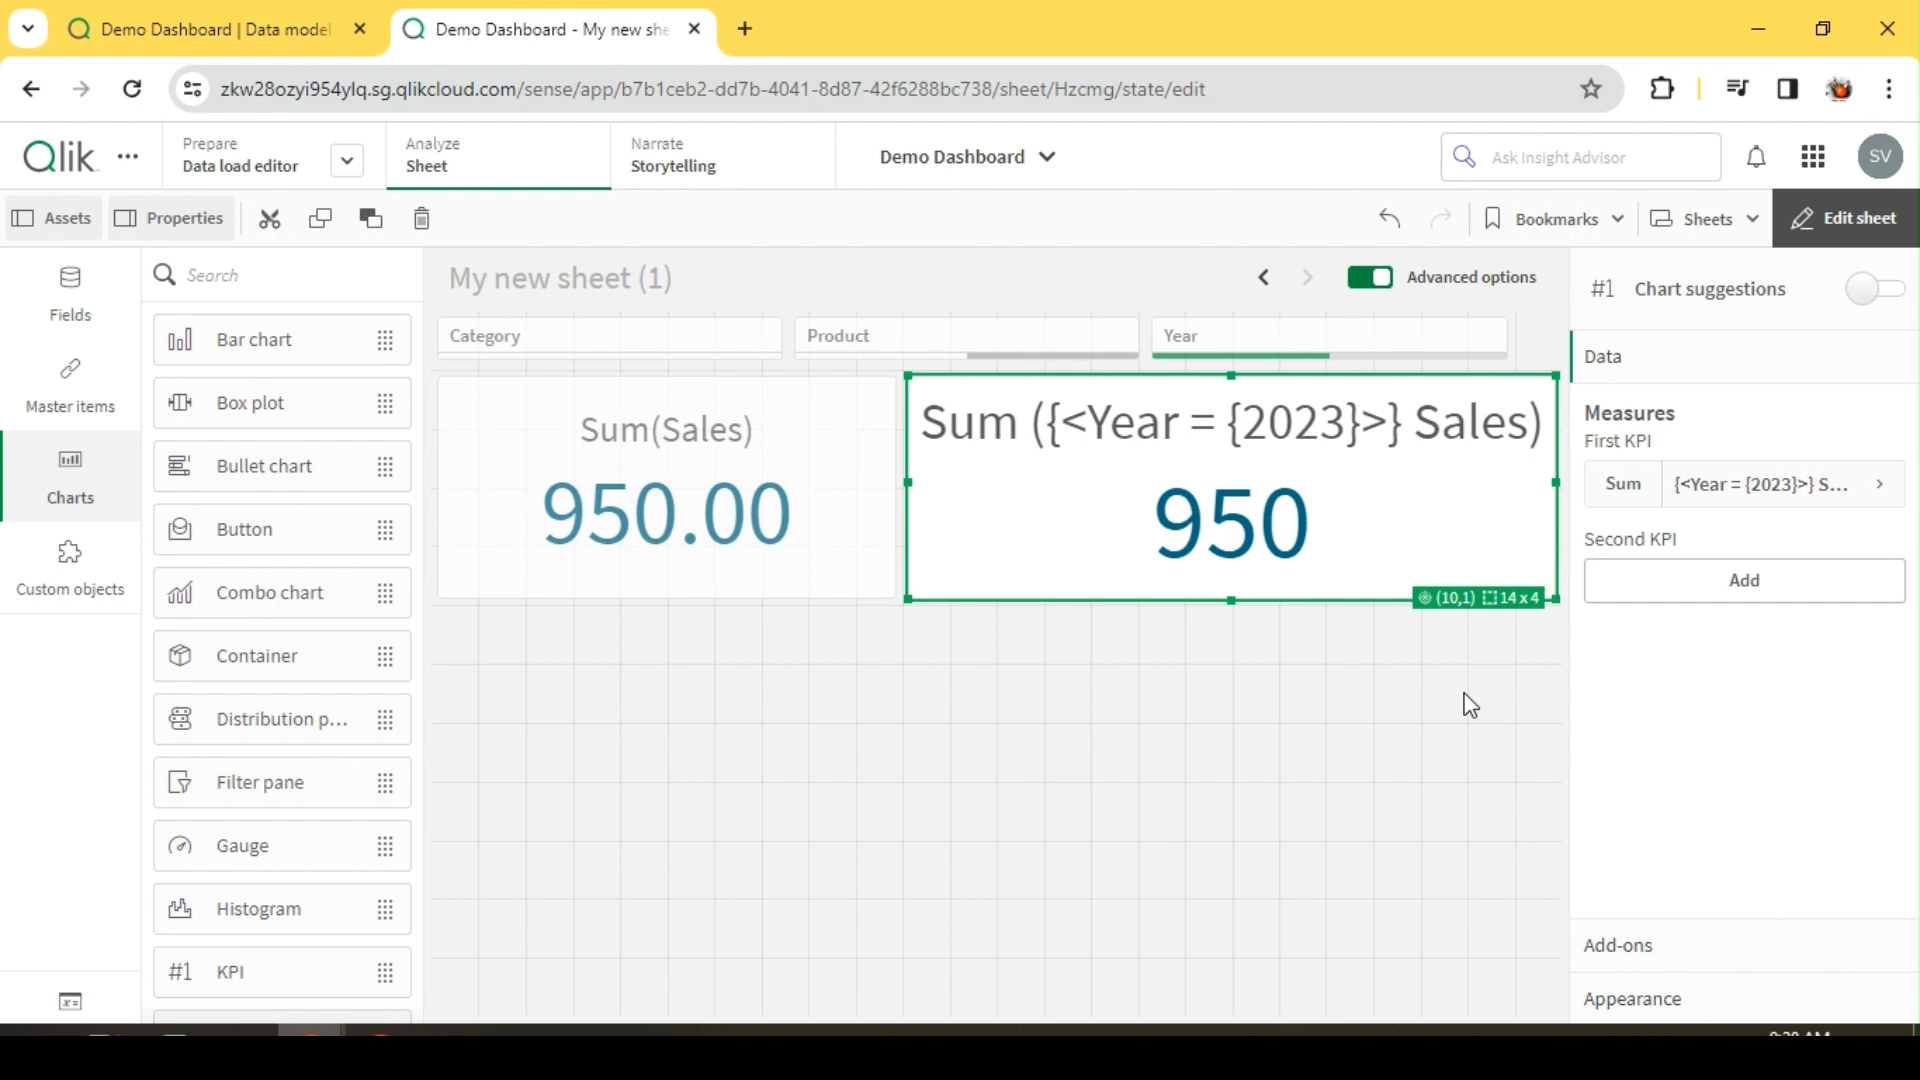 Demo Dashboard | Data model
Demo Dashboard - My new she
zkw28ozyi954ylq.sg.qlikcloud.com/sense/app/b7b1ceb2-dd7b-4041-8d87-42f6288bc738/sheet/Hzcmg/state/edit
Qlik
Prepare
Data load editor
Analyze
Sheet
Narrate
Storytelling
Demo Dashboard
Ask Insight Advisor
SV
Assets
Properties
Bookmarks
Sheets
Edit sheet
Fields
Master items
Charts
Custom objects
Search
Bar chart
Box plot
Bullet chart
Button
Combo chart
Container
Distribution p...
Filter pane
Gauge
Histogram
#1 KPI
My new sheet (1)
Advanced options
Category
Product
Year
Sum(Sales)
950.00
Sum ({<Year = {2023}>} Sales)
950
(10,1) 14 x 4
#1 Chart suggestions
Data
Measures
First KPI
Sum {<Year = {2023}>} S...
Second KPI
Add
Add-ons
Appearance